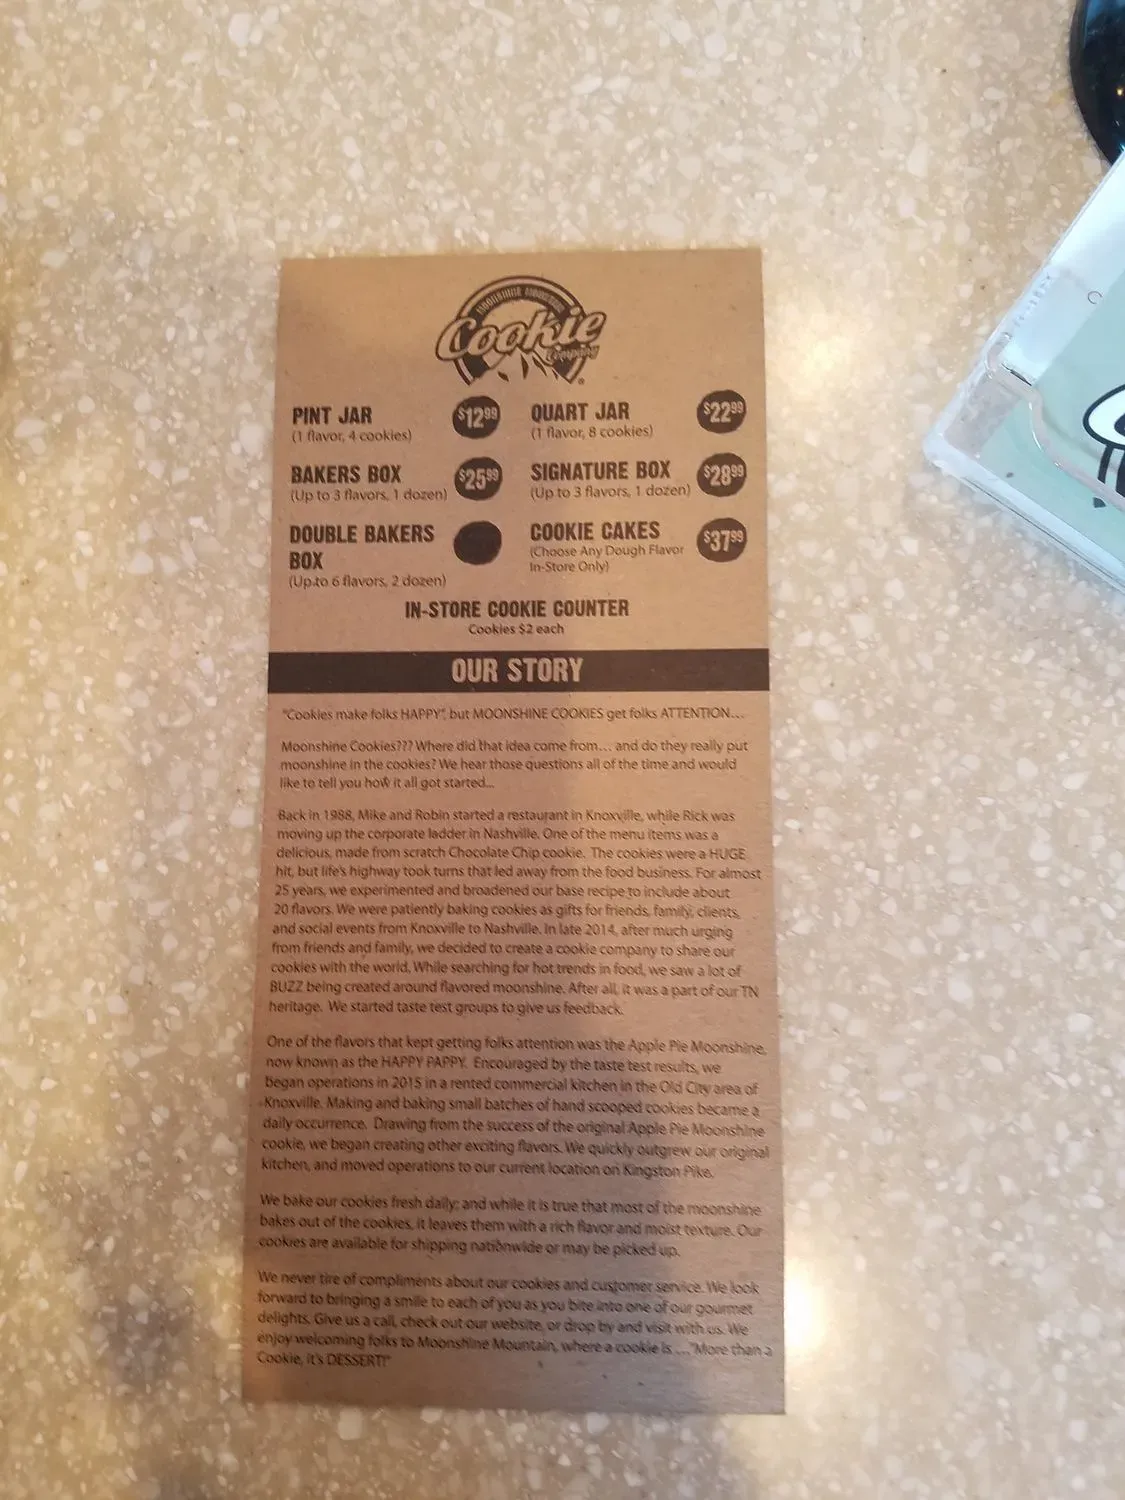 MOONSHINE MOUNTAIN
Cookie
Company
PINT JAR $12.99 QUART JAR $22.99
(1 flavor, 4 cookies) (1 flavor, 8 cookies)
BAKERS BOX $25.99 SIGNATURE BOX $28.99
(Up to 3 flavors, 1 dozen) (Up to 3 flavors, 1 dozen)
DOUBLE BAKERS COOKIE CAKES $37.99
BOX (Choose Any Dough Flavor
(Up to 6 flavors, 2 dozen) In-Store Only)
IN-STORE COOKIE COUNTER
Cookies $2 each
OUR STORY
"Cookies make folks HAPPY", but MOONSHINE COOKIES get folks ATTENTION...
Moonshine Cookies??? Where did that idea come from... and do they really put
moonshine in the cookies? We hear those questions all of the time and would
like to tell you how it all got started...
Back in 1988, Mike and Robin started a restaurant in Knoxville, while Rick was
moving up the corporate ladder in Nashville. One of the menu items was a
delicious, made from scratch Chocolate Chip cookie. The cookies were a HUGE
hit, but life's highway took turns that led away from the food business. For almost
25 years, we experimented and broadened our base recipe to include about
20 flavors. We were patiently baking cookies as gifts for friends, family, clients,
and social events from Knoxville to Nashville. In late 2014, after much urging
from friends and family, we decided to create a cookie company to share our
cookies with the world. While searching for hot trends in food, we saw a lot of
BUZZ being created around flavored moonshine. After all, it was a part of our TN
heritage. We started taste test groups to give us feedback.
One of the flavors that kept getting folks attention was the Apple Pie Moonshine,
now known as the HAPPY PAPPY. Encouraged by the taste test results, we
began operations in 2015 in a rented commercial kitchen in the Old City area of
Knoxville. Making and baking small batches of hand scooped cookies became a
daily occurrence. Drawing from the success of the original Apple Pie Moonshine
cookie, we began creating other exciting flavors. We quickly outgrew our original
kitchen, and moved operations to our current location on Kingston Pike.
We bake our cookies fresh daily; and while it is true that most of the moonshine
bakes out of the cookies, it leaves them with a rich flavor and moist texture. Our
cookies are available for shipping nationwide or may be picked up.
We never tire of compliments about our cookies and customer service. We look
forward to bringing a smile to each of you as you bite into one of our gourmet
delights. Give us a call, check out our website, or drop by and visit with us. We
enjoy welcoming folks to Moonshine Mountain, where a cookie is ..."More than a
Cookie, it's DESSERT!"